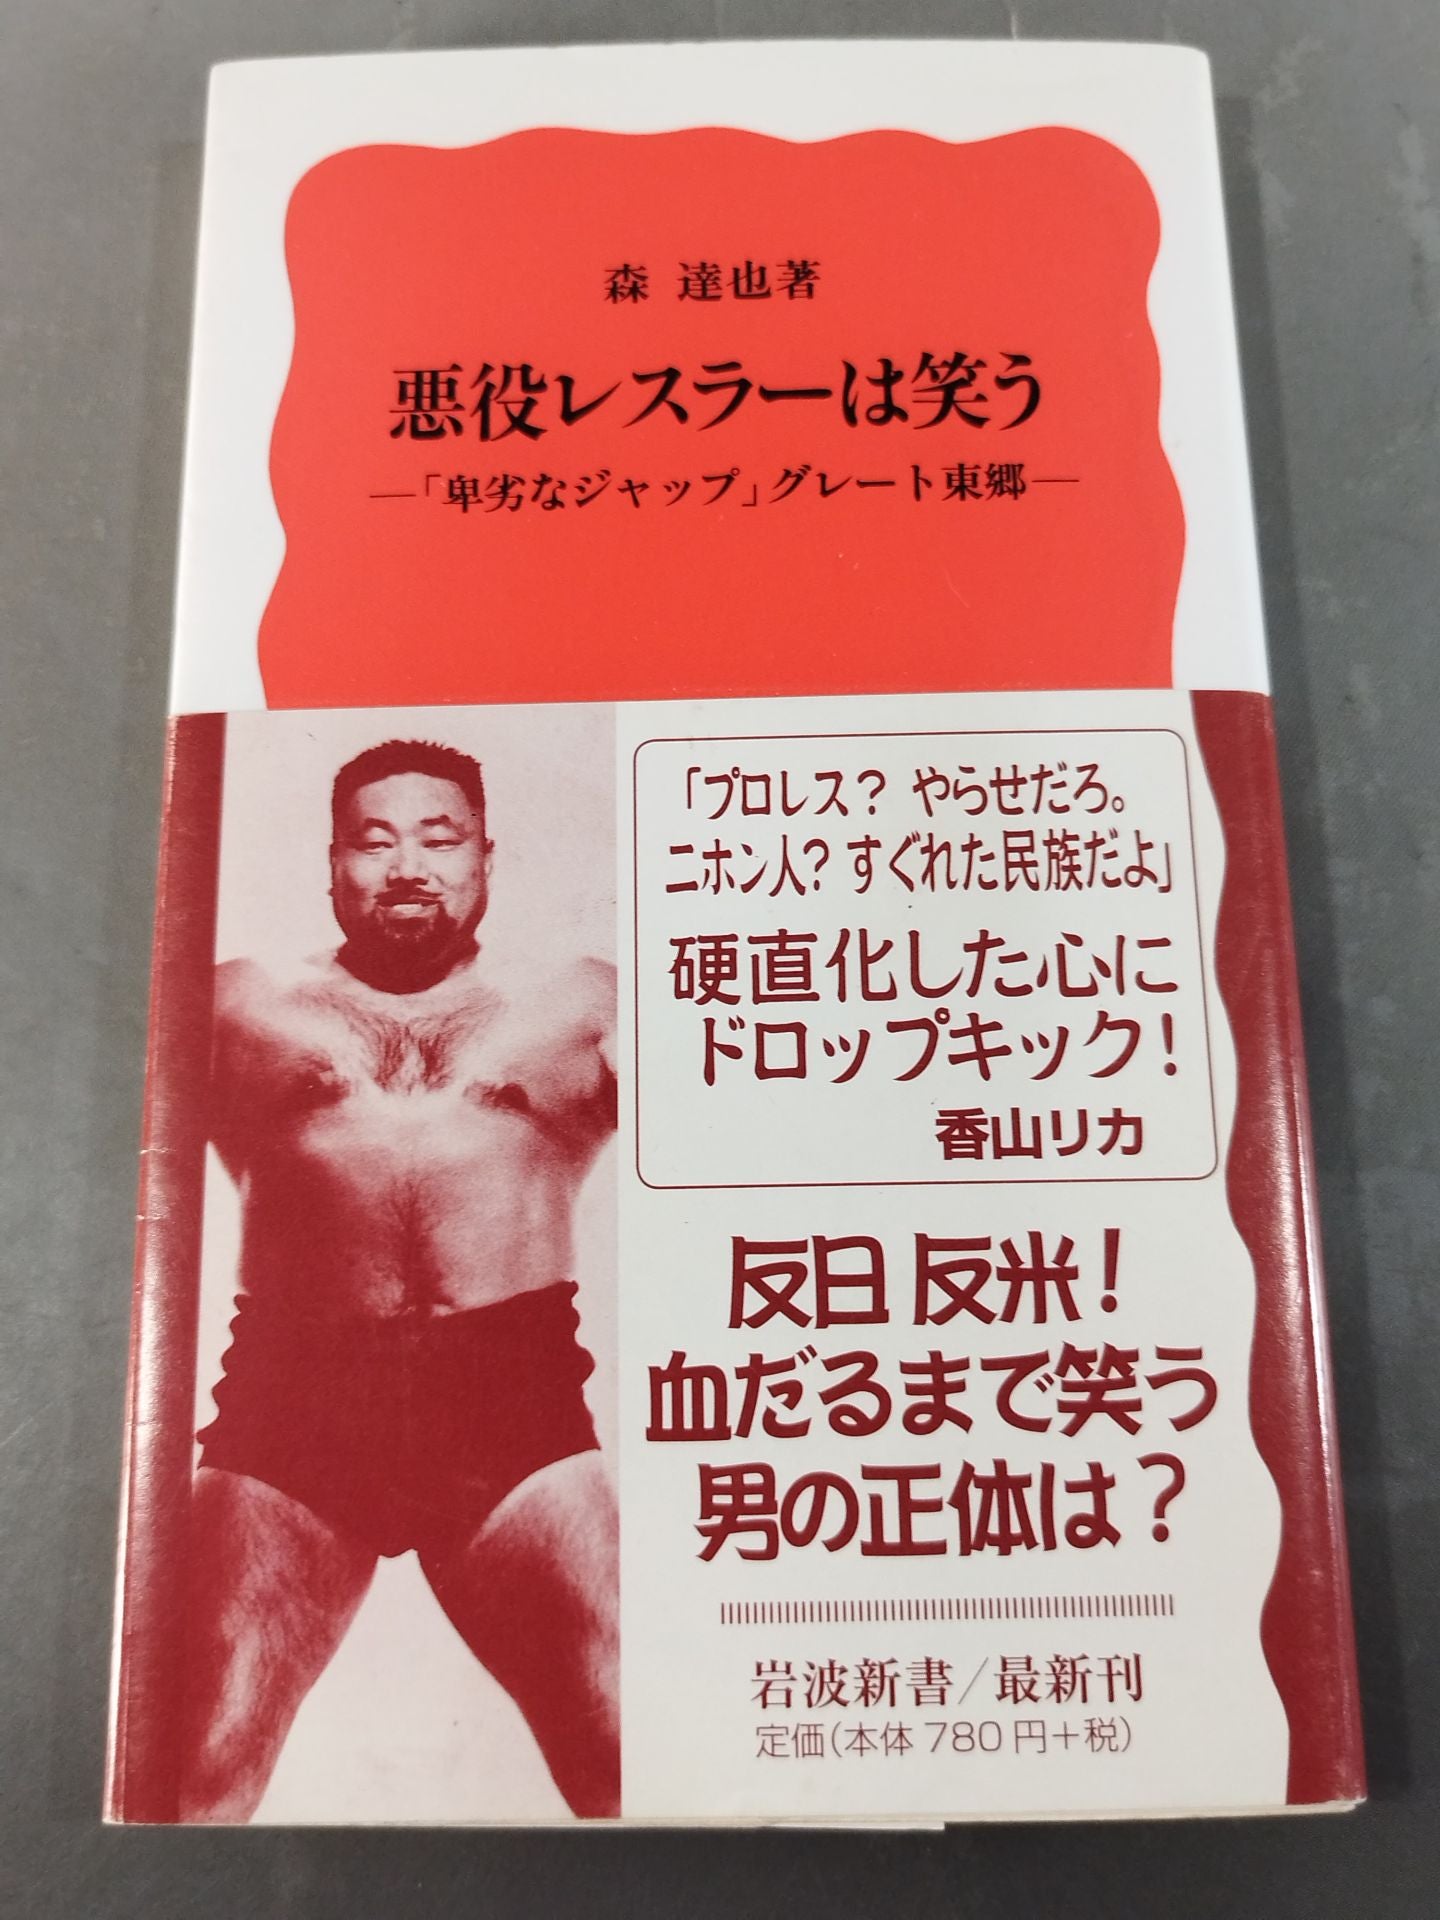 森 達也著
悪役レスラーは笑う
—「卑劣なジャップ」グレート東郷—
「プロレス? やらせだろ。
ニホン人? すぐれた民族だよ」
硬直化した心に
ドロップキック!
香山リカ
反日 反米!
血だるまで笑う
男の正体は?
岩波新書/最新刊
定価(本体 780 円+税)